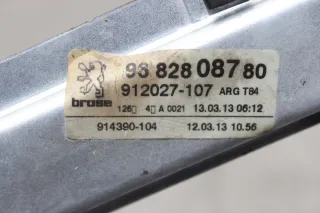 96 828 087 80
912027-107 ARG T84
brose 126 4 A 0021 13.03.13 06:12
914390-104 12.03.13 10.56